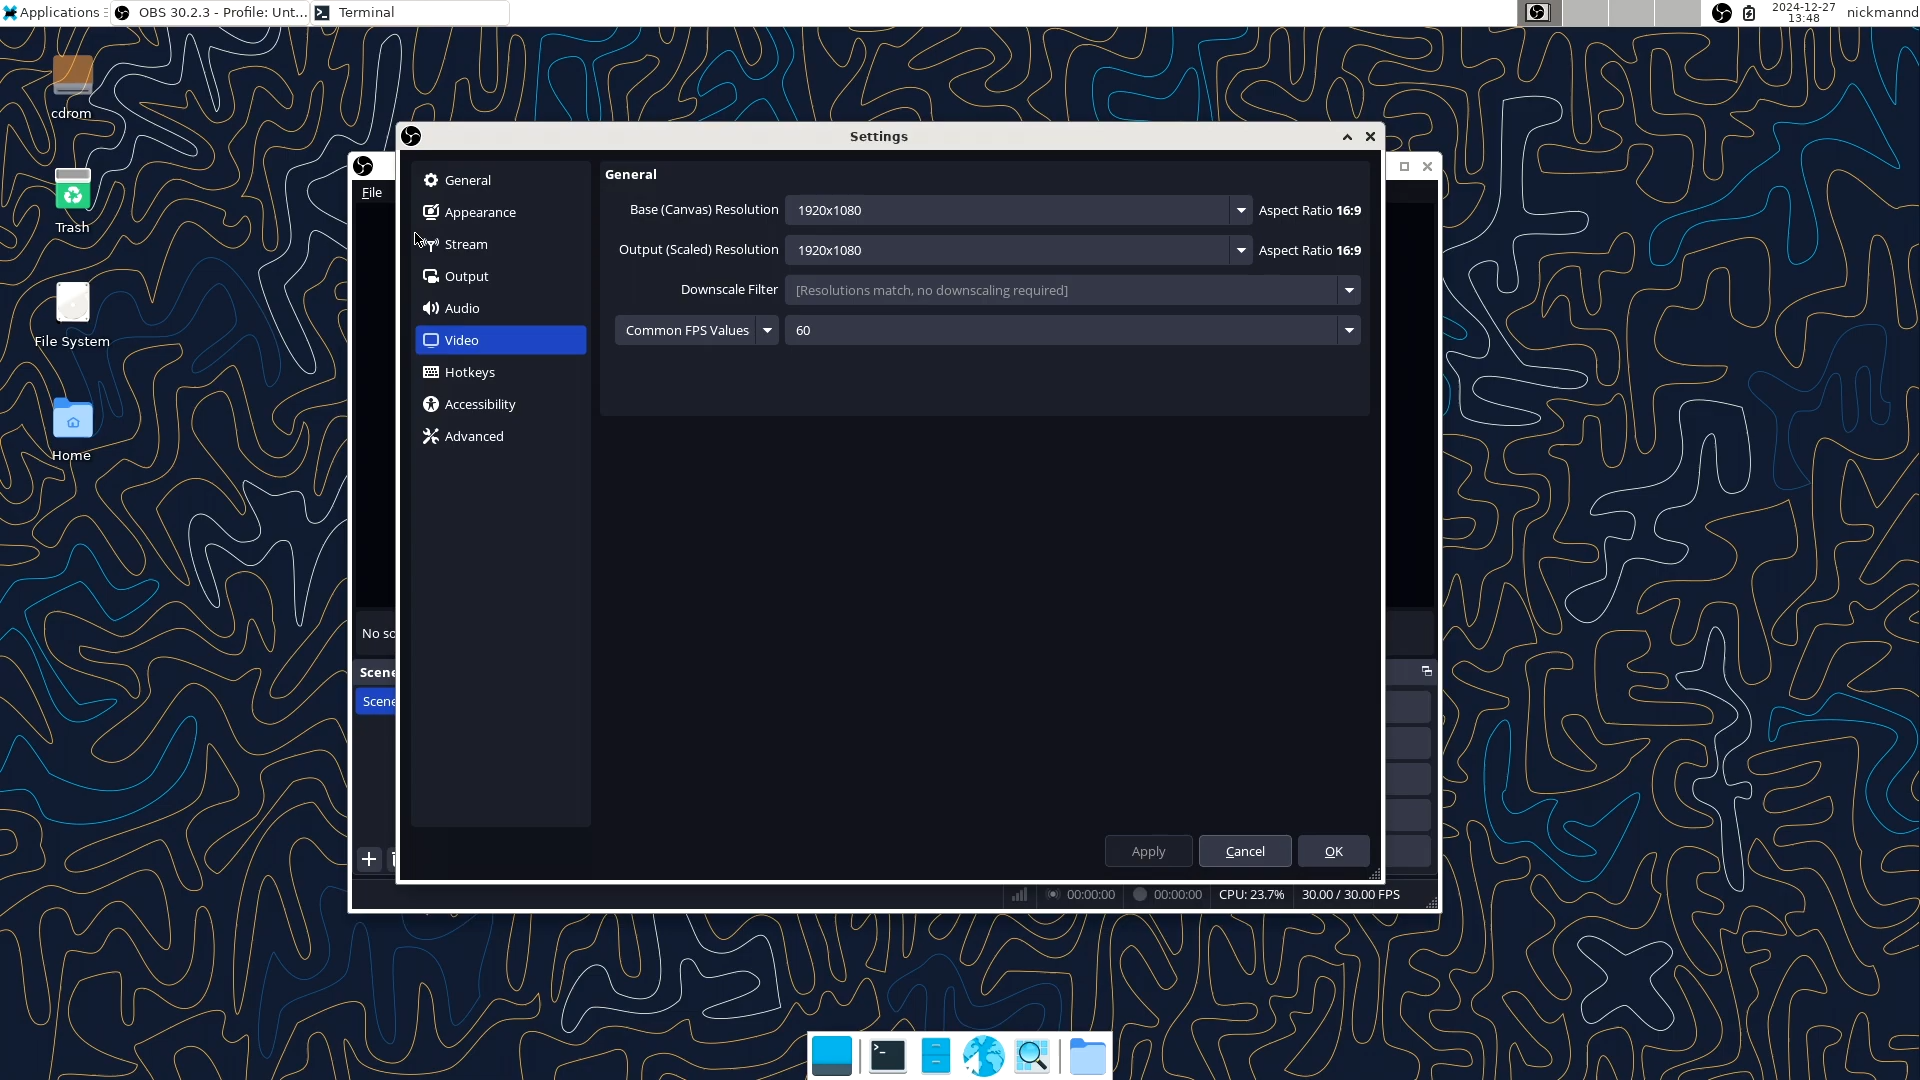 Applications
OBS 30.2.3 - Profile: Unt...
Terminal
2024-12-27
13:48
nickmannd
cdrom
Trash
File System
Home
Settings
File
General
Appearance
Stream
Output
Audio
Video
Hotkeys
Accessibility
Advanced
General
Base (Canvas) Resolution 1920x1080 Aspect Ratio 16:9
Output (Scaled) Resolution 1920x1080 Aspect Ratio 16:9
Downscale Filter [Resolutions match, no downscaling required]
Common FPS Values 60
No so
Scene
Scene
Apply
Cancel
OK
00:00:00
00:00:00
CPU: 23.7%
30.00 / 30.00 FPS